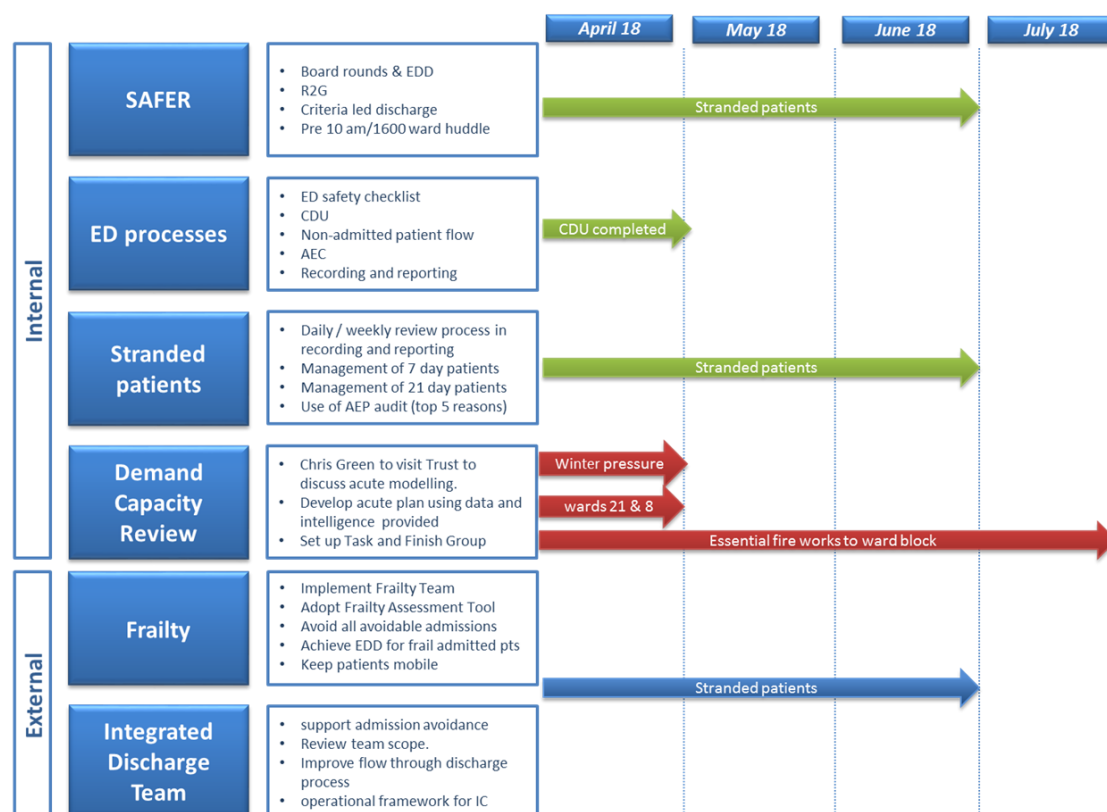 April 18
May 18
June 18
July 18
Internal
SAFER
• Board rounds & EDD
• R2G
• Criteria led discharge
• Pre 10 am/1600 ward huddle
Stranded patients
ED processes
• ED safety checklist
• CDU
• Non-admitted patient flow
• AEC
• Recording and reporting
CDU completed
Stranded
patients
• Daily / weekly review process in
recording and reporting
• Management of 7 day patients
• Management of 21 day patients
• Use of AEP audit (top 5 reasons)
Stranded patients
Demand
Capacity
Review
• Chris Green to visit Trust to
discuss acute modelling.
• Develop acute plan using data and
intelligence provided
• Set up Task and Finish Group
Winter pressure
wards 21 & 8
Essential fire works to ward block
External
Frailty
• Implement Frailty Team
• Adopt Frailty Assessment Tool
• Avoid all avoidable admissions
• Achieve EDD for frail admitted pts
• Keep patients mobile
Stranded patients
Integrated
Discharge
Team
• support admission avoidance
• Review team scope.
• Improve flow through discharge
process
• operational framework for IC